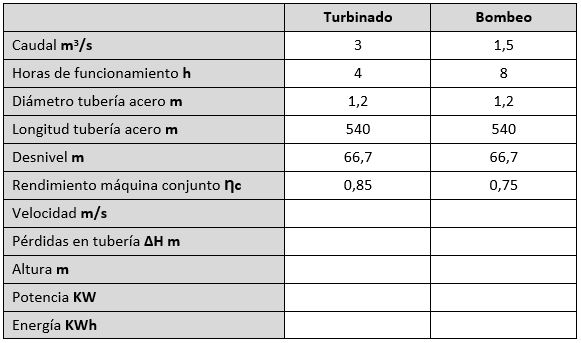 Turbinado Bombeo
Caudal m³/s 3 1,5
Horas de funcionamiento h 4 8
Diámetro tubería acero m 1,2 1,2
Longitud tubería acero m 540 540
Desnivel m 66,7 66,7
Rendimiento máquina conjunto Ƞc 0,85 0,75
Velocidad m/s
Pérdidas en tubería ΔH m
Altura m
Potencia KW
Energía KWh